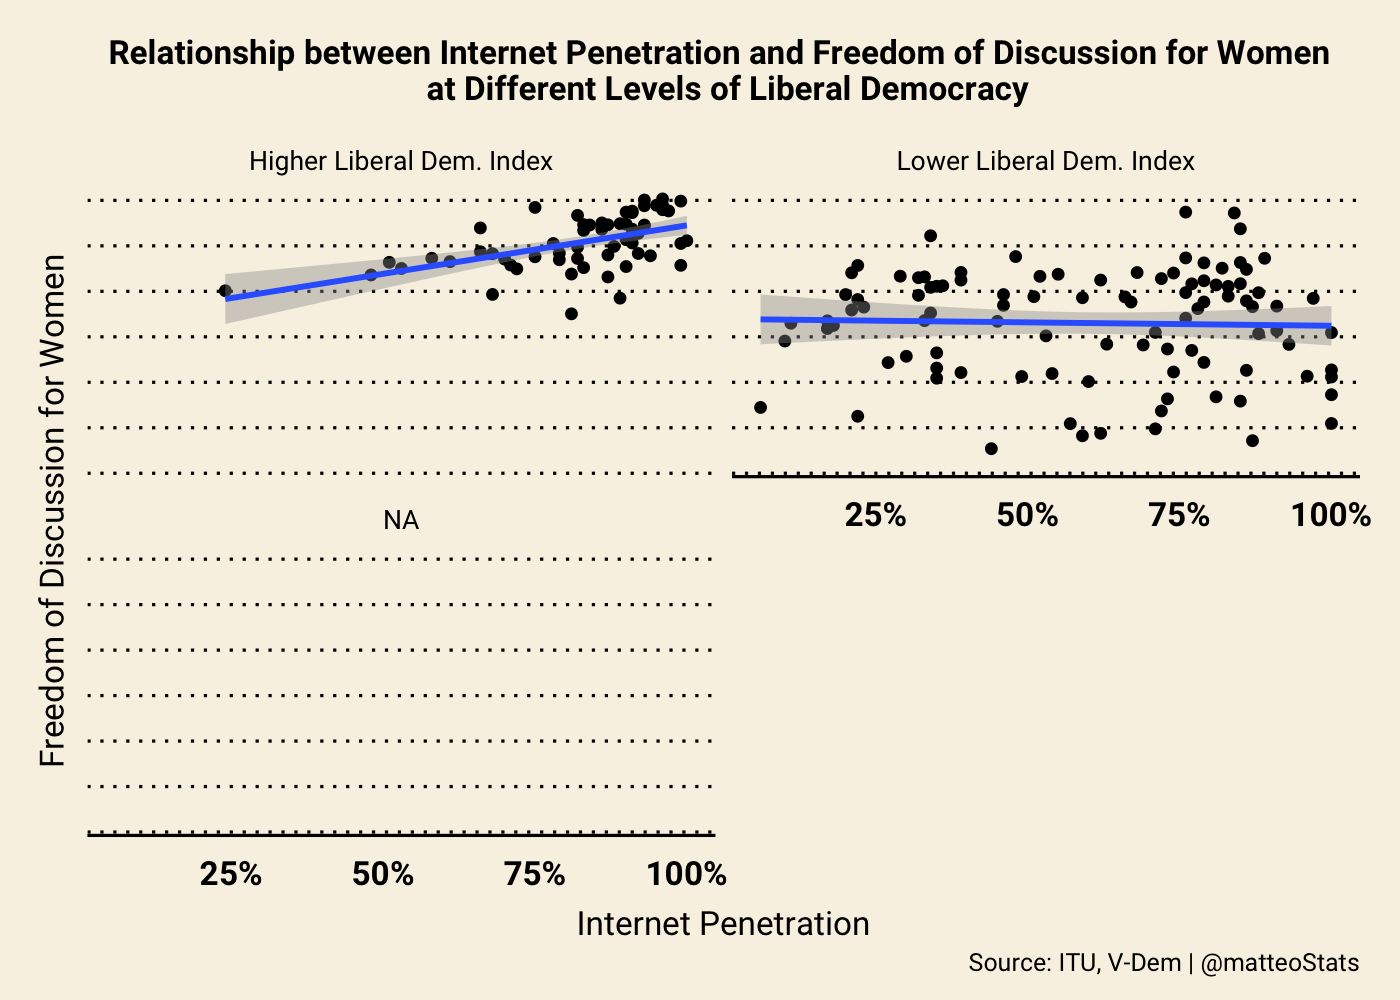 Relationship between Internet Penetration and Freedom of Discussion for Women
at Different Levels of Liberal Democracy
Higher Liberal Dem. Index
Lower Liberal Dem. Index
Freedom of Discussion for Women
25% 50% 75% 100%
NA
25% 50% 75% 100%
Internet Penetration
Source: ITU, V-Dem | @matteoStats